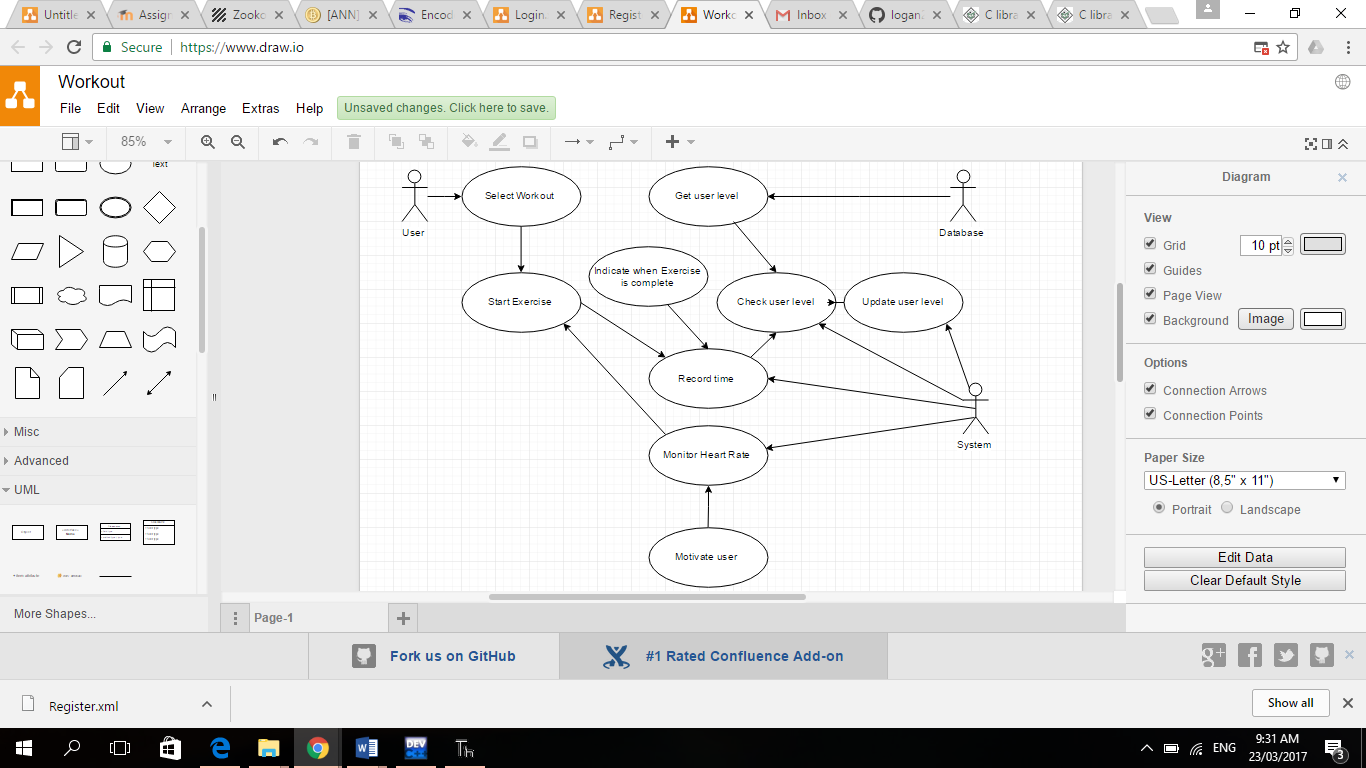 Untitle
Assign
Zookc
[ANN]
Encod
Login.
Regist
Workc
Inbox
logan.
C libra
C libra
Secure
https://www.draw.io
Workout
File Edit View Arrange Extras Help Unsaved changes. Click here to save.
85%
Text
Misc
Advanced
UML
More Shapes...
User
Select Workout
Get user level
Database
Indicate when Exercise
is complete
Start Exercise
Check user level
Update user level
Record time
System
Monitor Heart Rate
Motivate user
Page-1
Diagram
View
Grid 10 pt
Guides
Page View
Background Image
Options
Connection Arrows
Connection Points
Paper Size
US-Letter (8,5" x 11")
Portrait Landscape
Edit Data
Clear Default Style
Fork us on GitHub
#1 Rated Confluence Add-on
Register.xml
Show all
DEV
C++
ENG
9:31 AM
23/03/2017
3